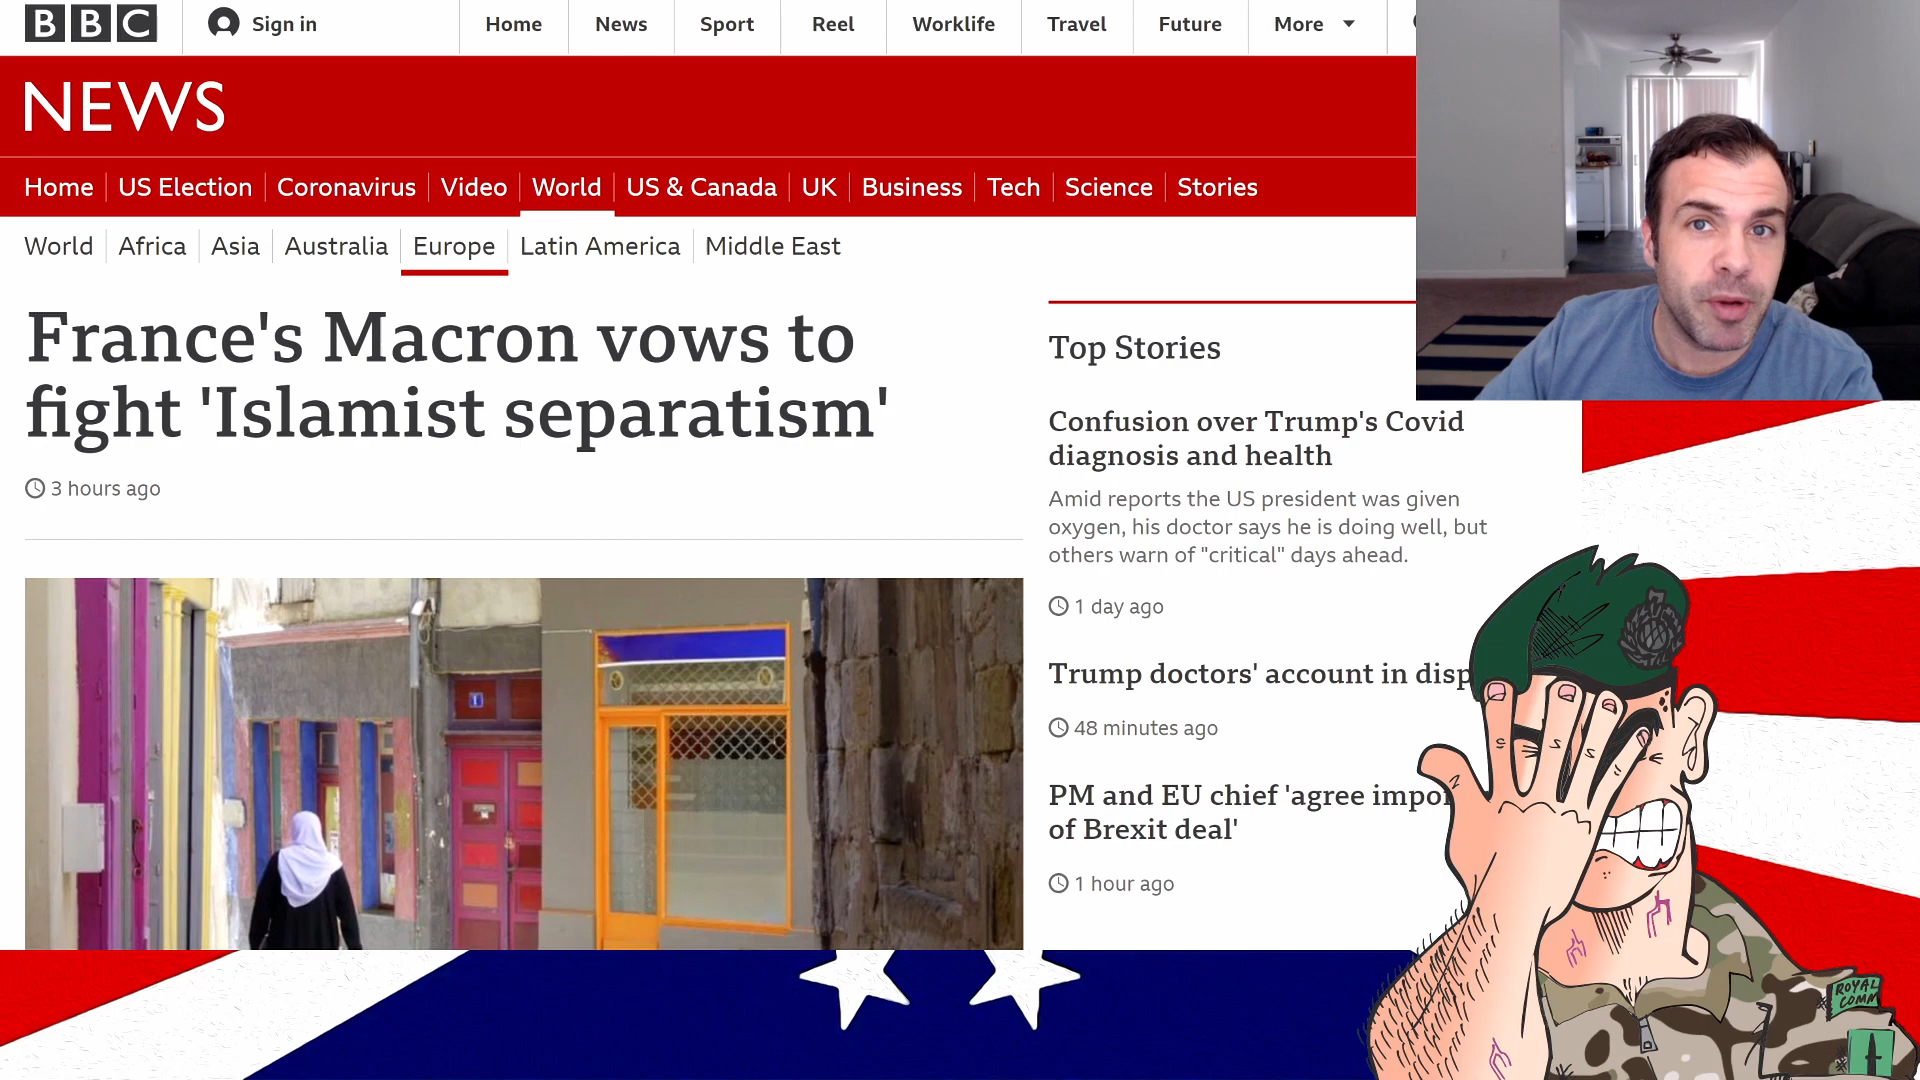 BBC
Sign in
Home
News
Sport
Reel
Worklife
Travel
Future
More
NEWS
Home
US Election
Coronavirus
Video
World
US & Canada
UK
Business
Tech
Science
Stories
World
Africa
Asia
Australia
Europe
Latin America
Middle East
France's Macron vows to
fight 'Islamist separatism'
3 hours ago
Top Stories
Confusion over Trump's Covid
diagnosis and health
Amid reports the US president was given
oxygen, his doctor says he is doing well, but
others warn of "critical" days ahead.
1 day ago
Trump doctors' account in disp
48 minutes ago
PM and EU chief 'agree impor
of Brexit deal'
1 hour ago
1
ROYAL
COMM